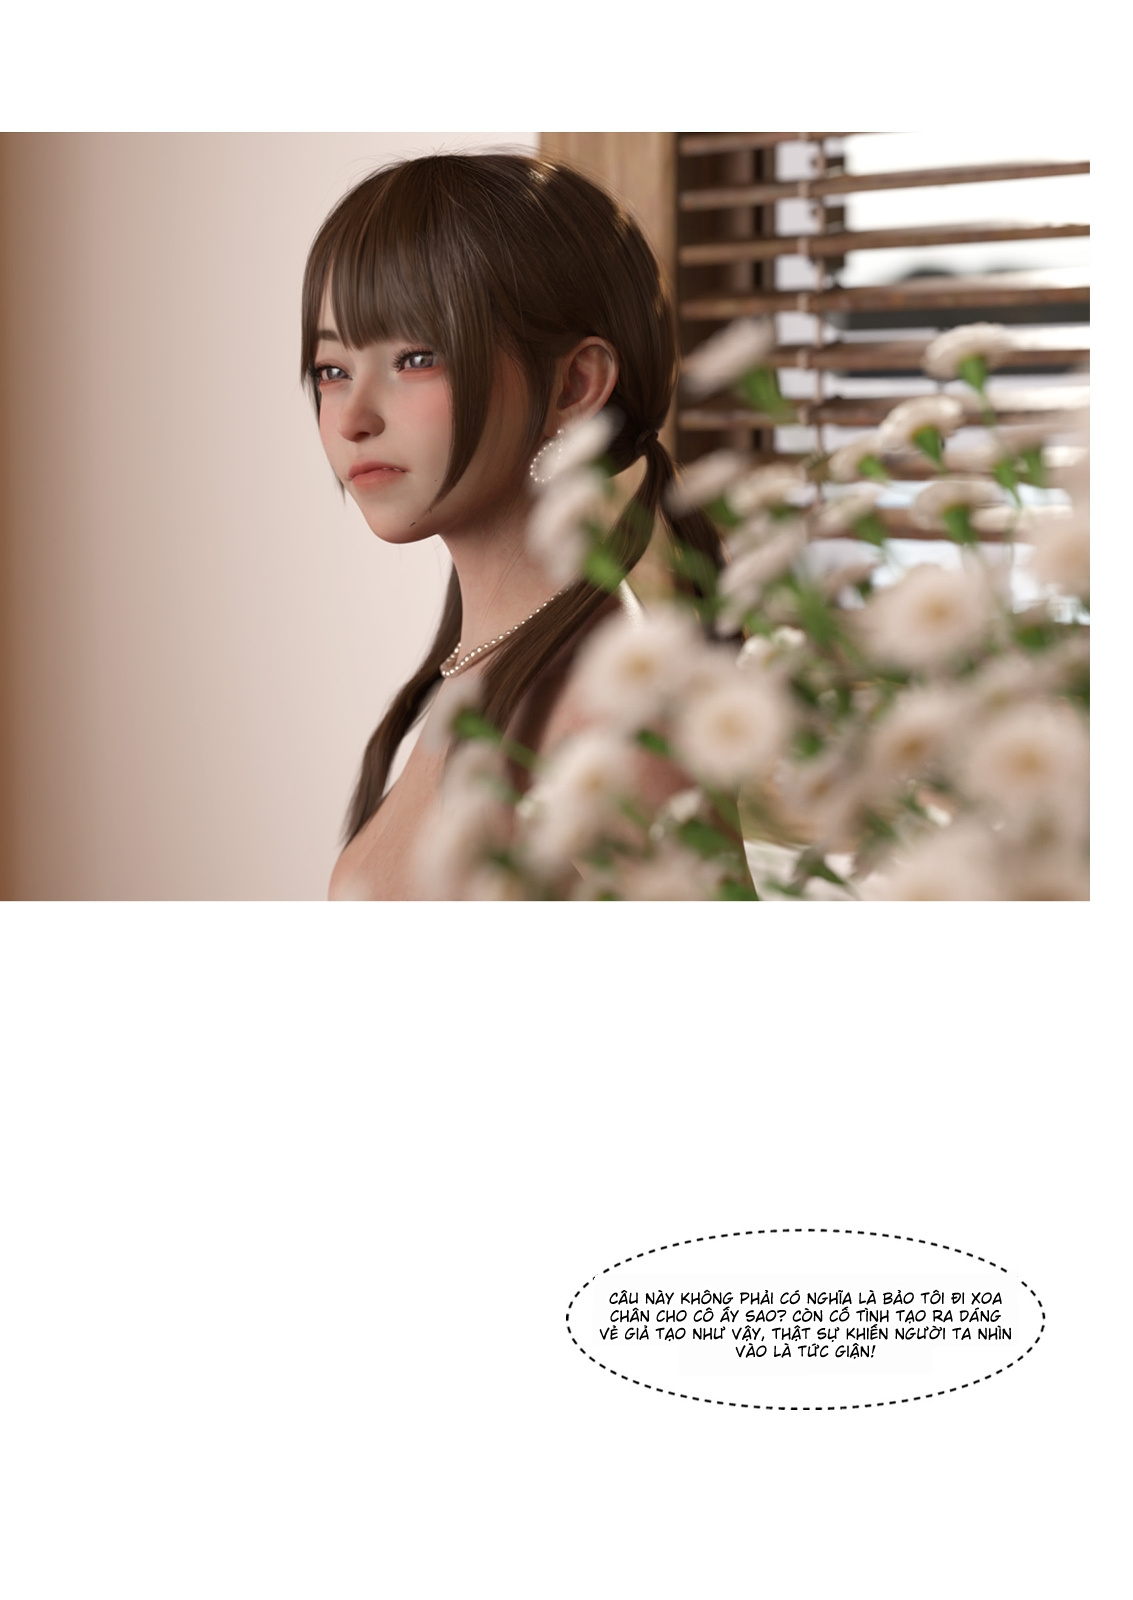 CÂU NÀY KHÔNG PHẢI CÓ NGHĨA LÀ BẢO TÔI ĐI XOA
CHÂN CHO CÔ ẤY SAO? CÒN CỐ TÌNH TẠO RA DÁNG
VẺ GIẢ TẠO NHƯ VẬY, THẬT SỰ KHIẾN NGƯỜI TA NHÌN
VÀO LÀ TỨC GIẬN!